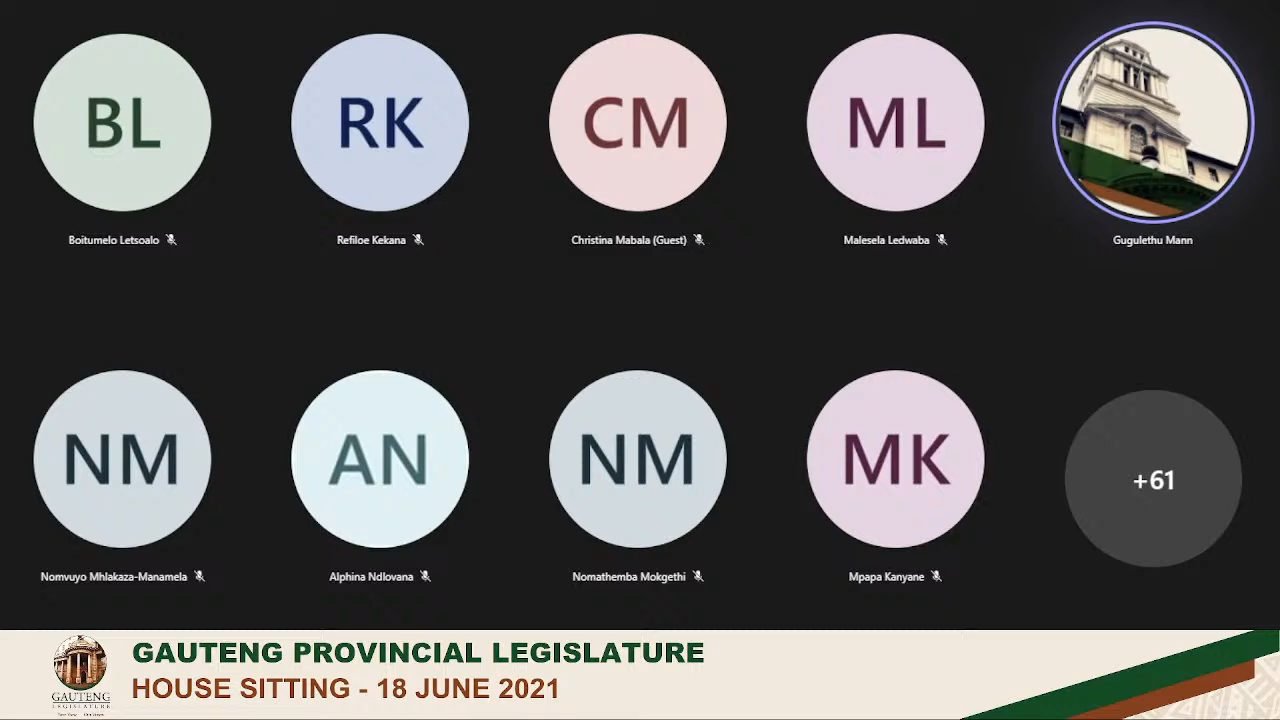 BL
RK
CM
ML
Boitumelo Letsoalo
Refiloe Kekana
Christina Mabala (Guest)
Malesela Ledwaba
Gugulethu Mann
NM
AN
NM
MK
+61
Nomvuyo Mhlakaza-Manamela
Alphina Ndlovana
Nomathemba Mokgethi
Mpapa Kanyane
GAUTENG PROVINCIAL LEGISLATURE
HOUSE SITTING - 18 JUNE 2021
GAUTENG
LEGISLATURE